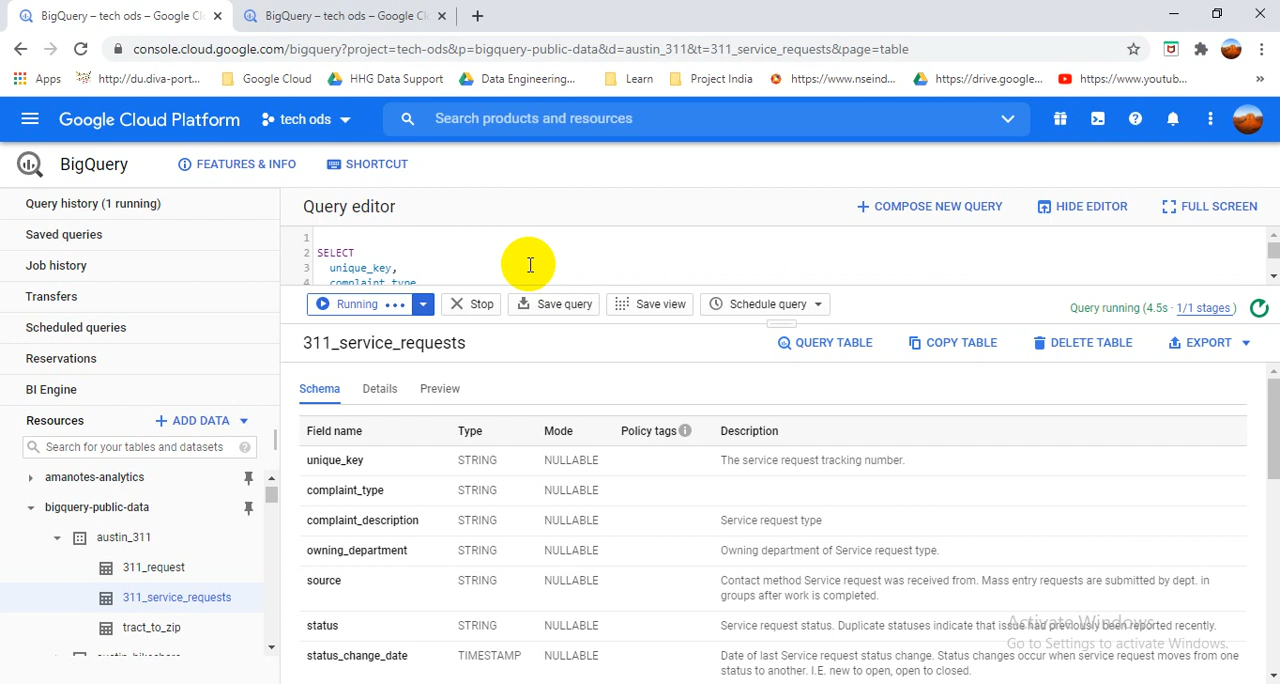 BigQuery – tech ods – Google Cl
BigQuery – tech ods – Google Cl
console.cloud.google.com/bigquery?project=tech-ods&p=bigquery-public-data&d=austin_311&t=311_service_requests&page=table
Apps
http://du.diva-port...
Google Cloud
HHG Data Support
Data Engineering...
Learn
Project India
https://www.nseind...
https://drive.google...
https://www.youtub...
»
Google Cloud Platform
tech ods
Search products and resources
BigQuery
FEATURES & INFO
SHORTCUT
Query history (1 running)
Saved queries
Job history
Transfers
Scheduled queries
Reservations
BI Engine
Resources
+ ADD DATA
Search for your tables and datasets
amanotes-analytics
bigquery-public-data
austin_311
311_request
311_service_requests
tract_to_zip
Query editor
+ COMPOSE NEW QUERY
HIDE EDITOR
FULL SCREEN
1
2 SELECT
3 unique_key,
4 complaint_type
Running
Stop
Save query
Save view
Schedule query
Query running (4.5s · 1/1 stages )
311_service_requests
QUERY TABLE
COPY TABLE
DELETE TABLE
EXPORT
Schema
Details
Preview
Field name Type Mode Policy tags Description
unique_key STRING NULLABLE The service request tracking number.
complaint_type STRING NULLABLE
complaint_description STRING NULLABLE Service request type
owning_department STRING NULLABLE Owning department of Service request type.
source STRING NULLABLE Contact method Service request was received from. Mass entry requests are submitted by dept. in
groups after work is completed.
status STRING NULLABLE Service request status. Duplicate statuses indicate that issue had previously been reported recently.
status_change_date TIMESTAMP NULLABLE Date of last Service request status change. Status changes occur when service request moves from one
status to another. I.E. new to open, open to closed.
Activate Windows
Go to Settings to activate Windows.